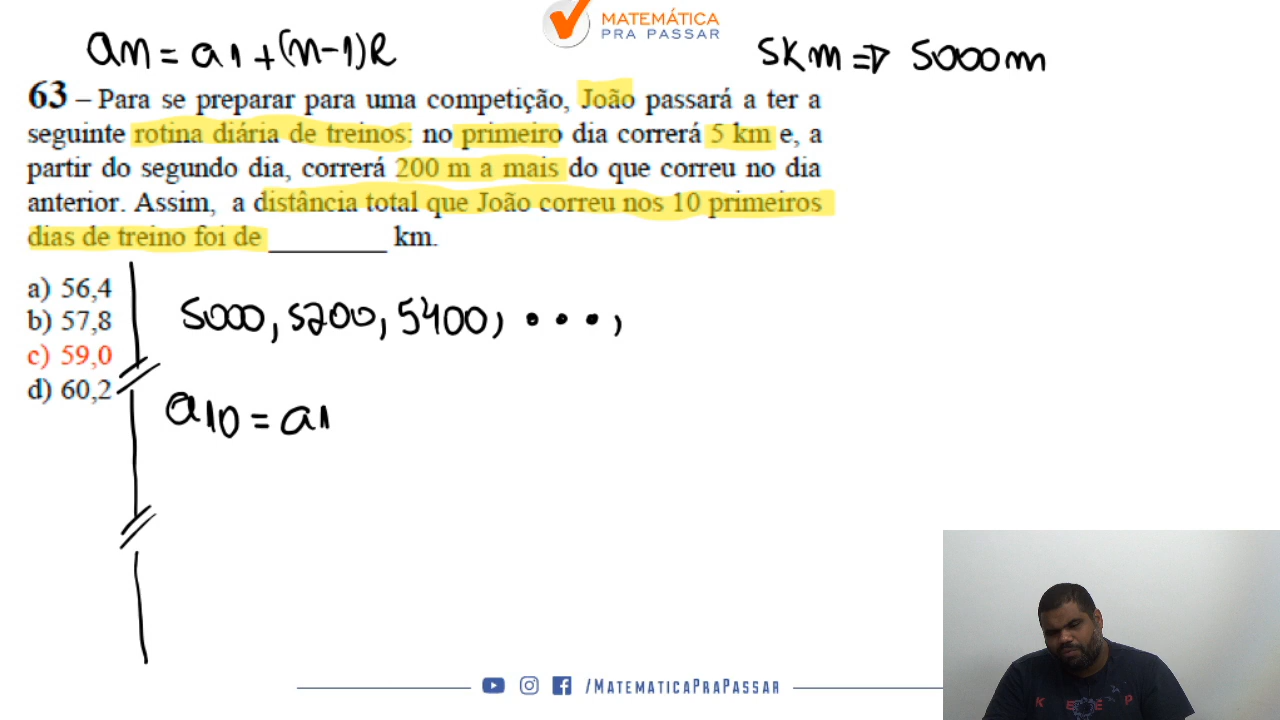 MATEMÁTICA
PRA PASSAR
an = a1 + (n-1)R
5km => 5000m
63 – Para se preparar para uma competição, João passará a ter a
seguinte rotina diária de treinos: no primeiro dia correrá 5 km e, a
partir do segundo dia, correrá 200 m a mais do que correu no dia
anterior. Assim, a distância total que João correu nos 10 primeiros
dias de treino foi de ________ km.
a) 56,4
b) 57,8
c) 59,0
d) 60,2
5000, 5200, 5400, ...,
a10 = a1
/MATEMATICAPRAPASSAR
K E E P